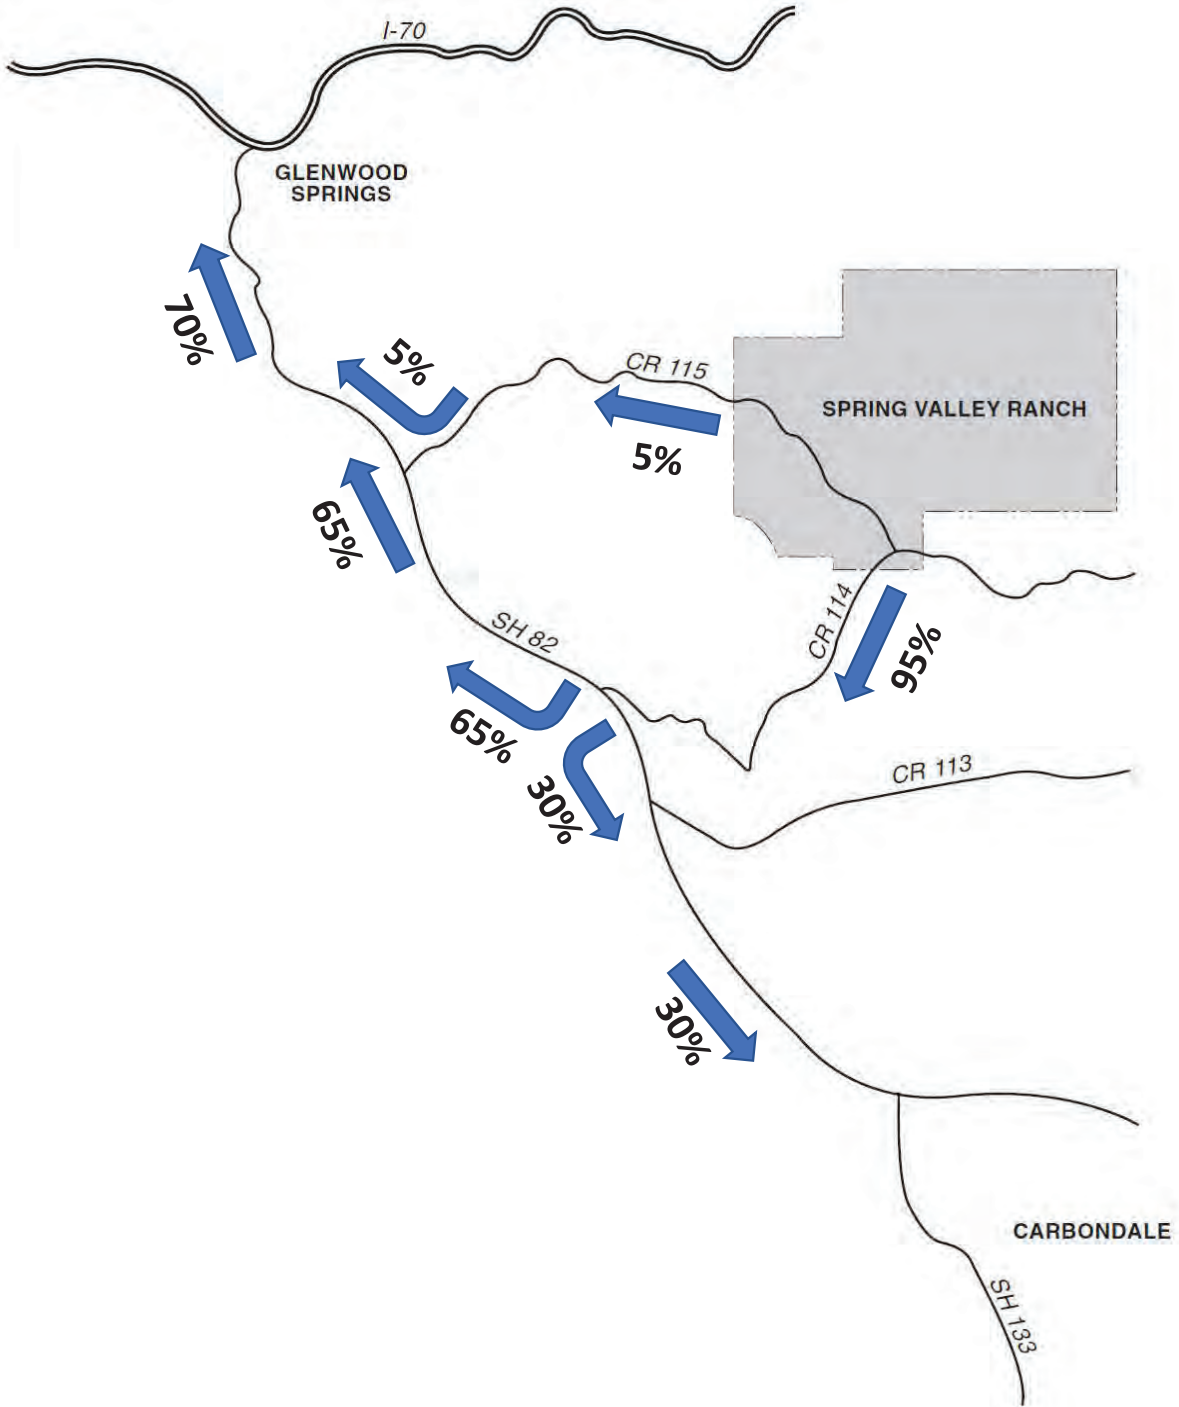 I-70
GLENWOOD
SPRINGS
70%
5%
CR 115
SPRING VALLEY RANCH
5%
65%
CR 114
SH 82
95%
65%
30%
CR 113
30%
CARBONDALE
SH 133